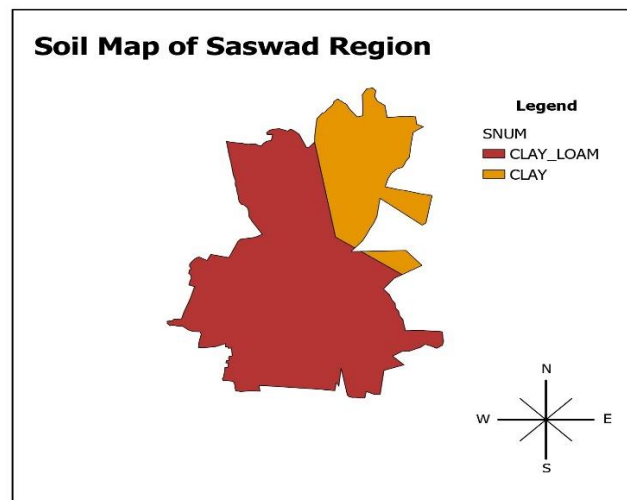 Soil Map of Saswad Region
Legend
SNUM
CLAY_LOAM
CLAY
N
W E
S